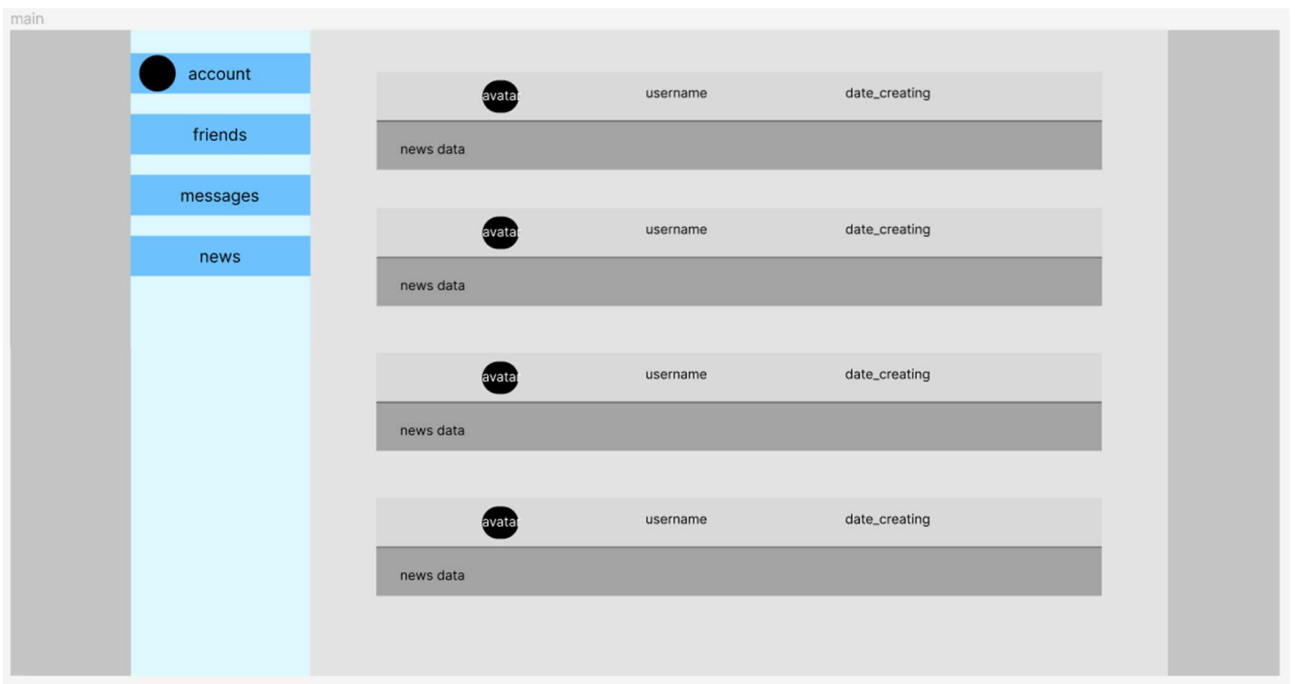 main
account
friends
messages
news
avatar username date_creating
news data
avatar username date_creating
news data
avatar username date_creating
news data
avatar username date_creating
news data